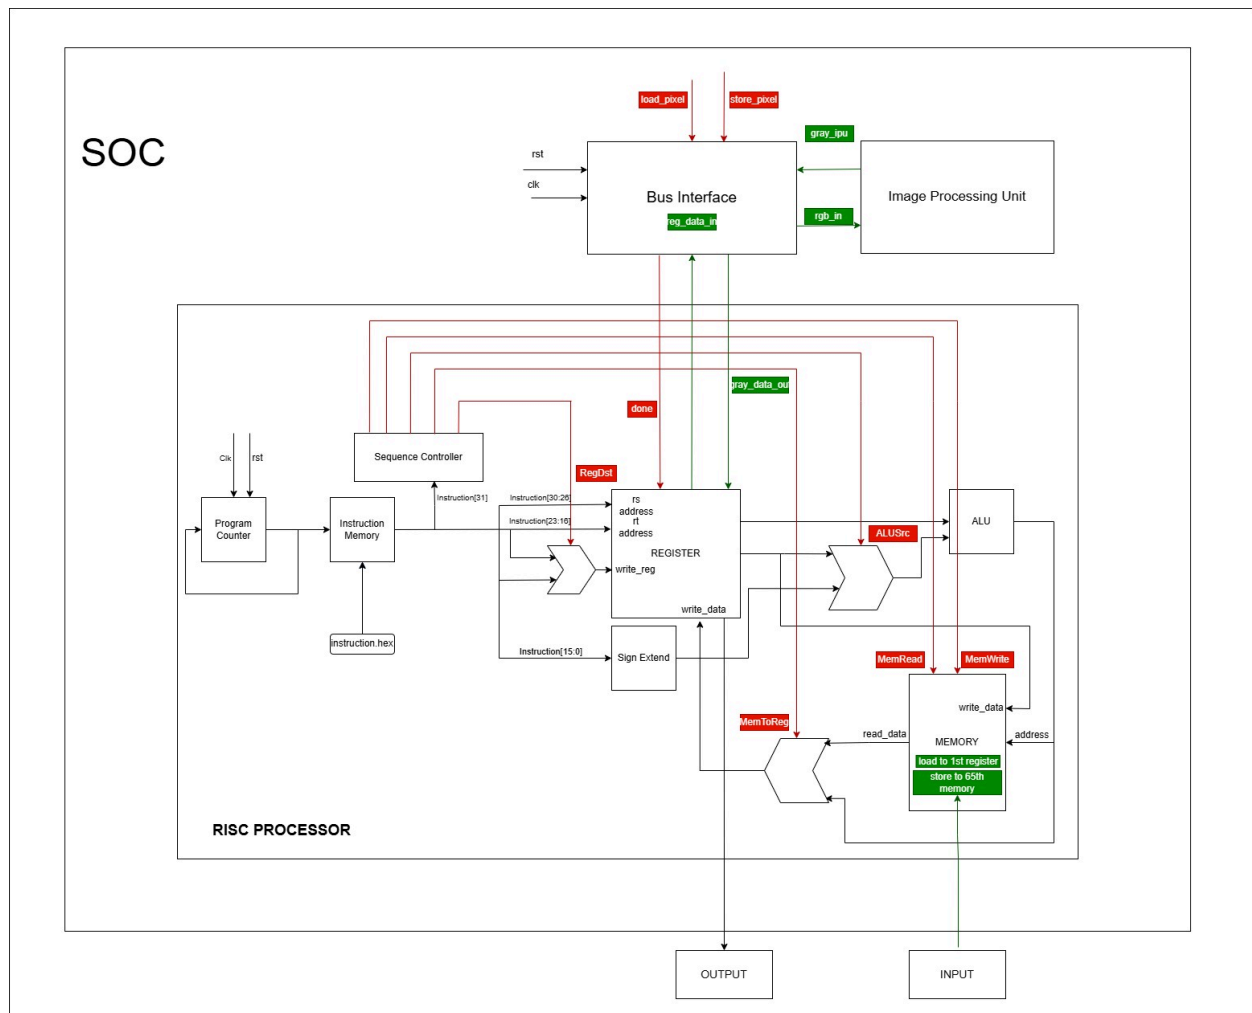 load_pixel
store_pixel
SOC
rst
clk
Bus Interface
reg_data_in
gray_ipu
rgb_in
Image Processing Unit
gray_data_out
done
Sequence Controller
RegDst
Clk
rst
Instruction[31]
Instruction[30:26]
Instruction[23:16]
Program
Counter
Instruction
Memory
instruction.hex
rs
address
rt
address
REGISTER
write_reg
write_data
ALUSrc
ALU
Instruction[15:0]
Sign Extend
MemRead
MemWrite
MemToReg
read_data
write_data
MEMORY
address
load to 1st register
store to 65th
memory
RISC PROCESSOR
OUTPUT
INPUT